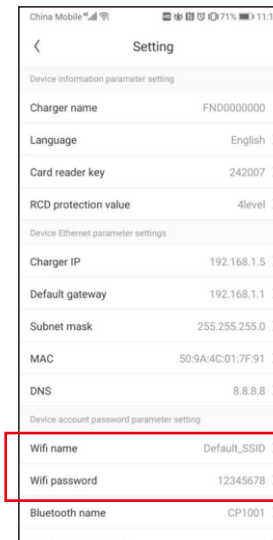 China Mobile 71% 11:1
Setting
Device information parameter setting
Charger name FND0000000
Language English
Card reader key 242007
RCD protection value 4level
Device Ethernet parameter settings
Charger IP 192.168.1.5
Default gateway 192.168.1.1
Subnet mask 255.255.255.0
MAC 50:9A:4C:01:7F:91
DNS 8.8.8.8
Device account password parameter setting
Wifi name Default_SSID
Wifi password 12345678
Bluetooth name CP1001